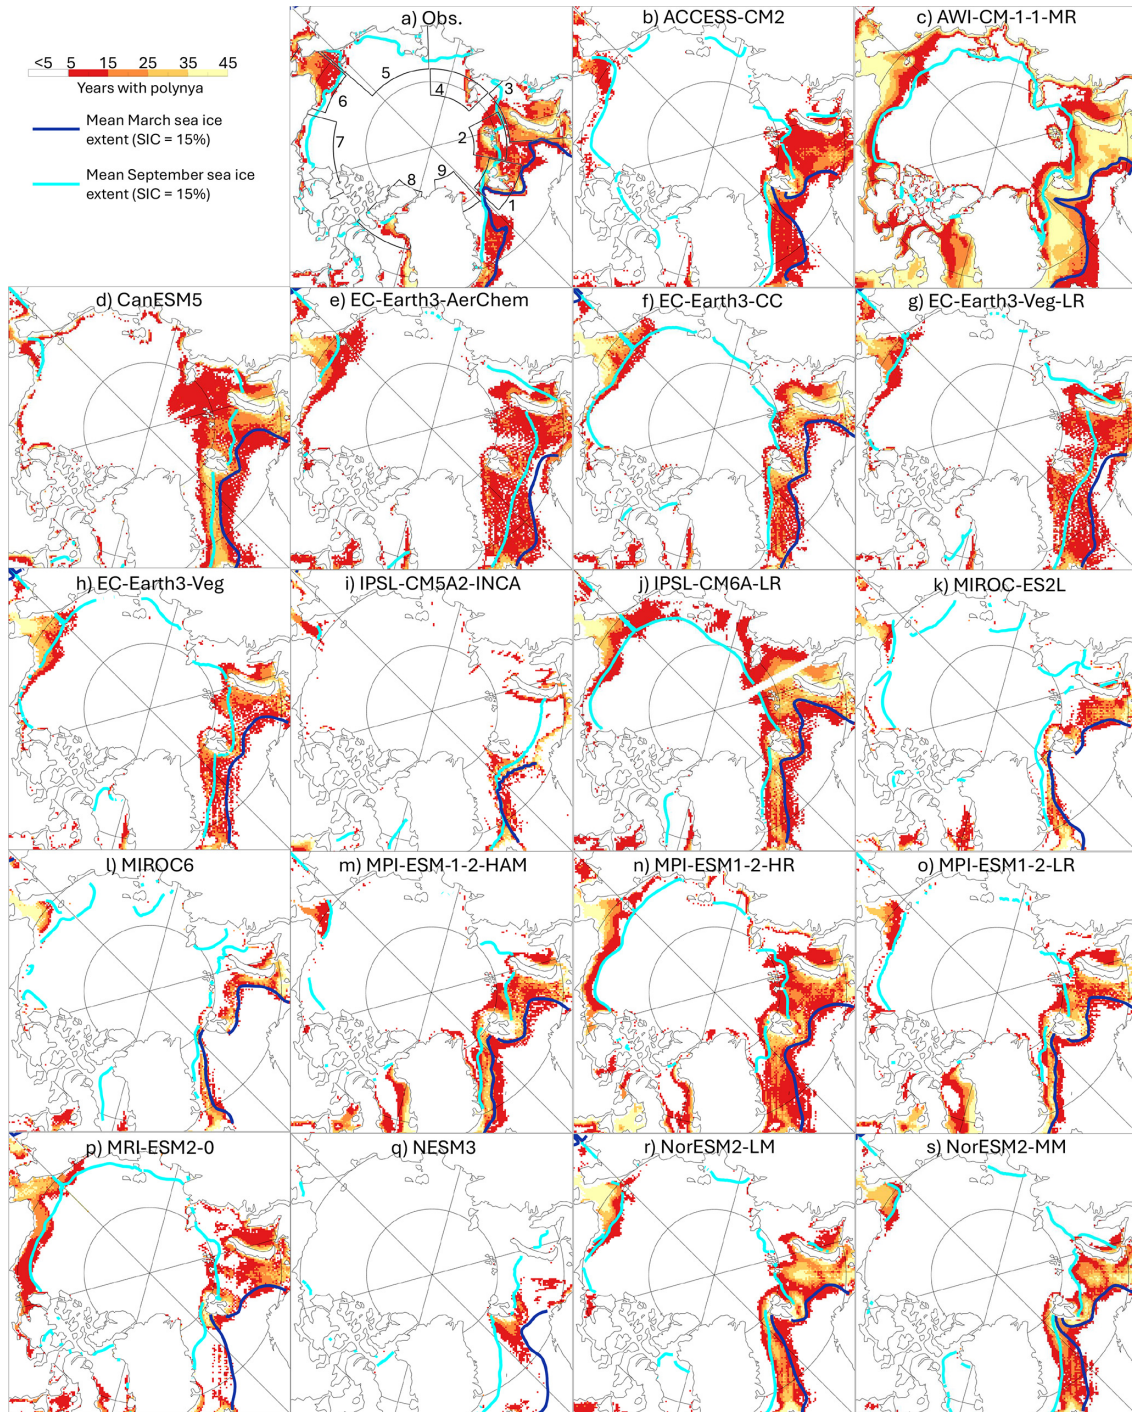 a) Obs.
b) ACCESS-CM2
c) AWI-CM-1-1-MR
<5 5 15 25 35 45
Years with polynya
Mean March sea ice
extent (SIC = 15%)
Mean September sea ice
extent (SIC = 15%)
5
4
3
6
7
2
8
9
1
d) CanESM5
e) EC-Earth3-AerChem
f) EC-Earth3-CC
g) EC-Earth3-Veg-LR
h) EC-Earth3-Veg
i) IPSL-CM5A2-INCA
j) IPSL-CM6A-LR
k) MIROC-ES2L
l) MIROC6
m) MPI-ESM-1-2-HAM
n) MPI-ESM1-2-HR
o) MPI-ESM1-2-LR
p) MRI-ESM2-0
q) NESM3
r) NorESM2-LM
s) NorESM2-MM